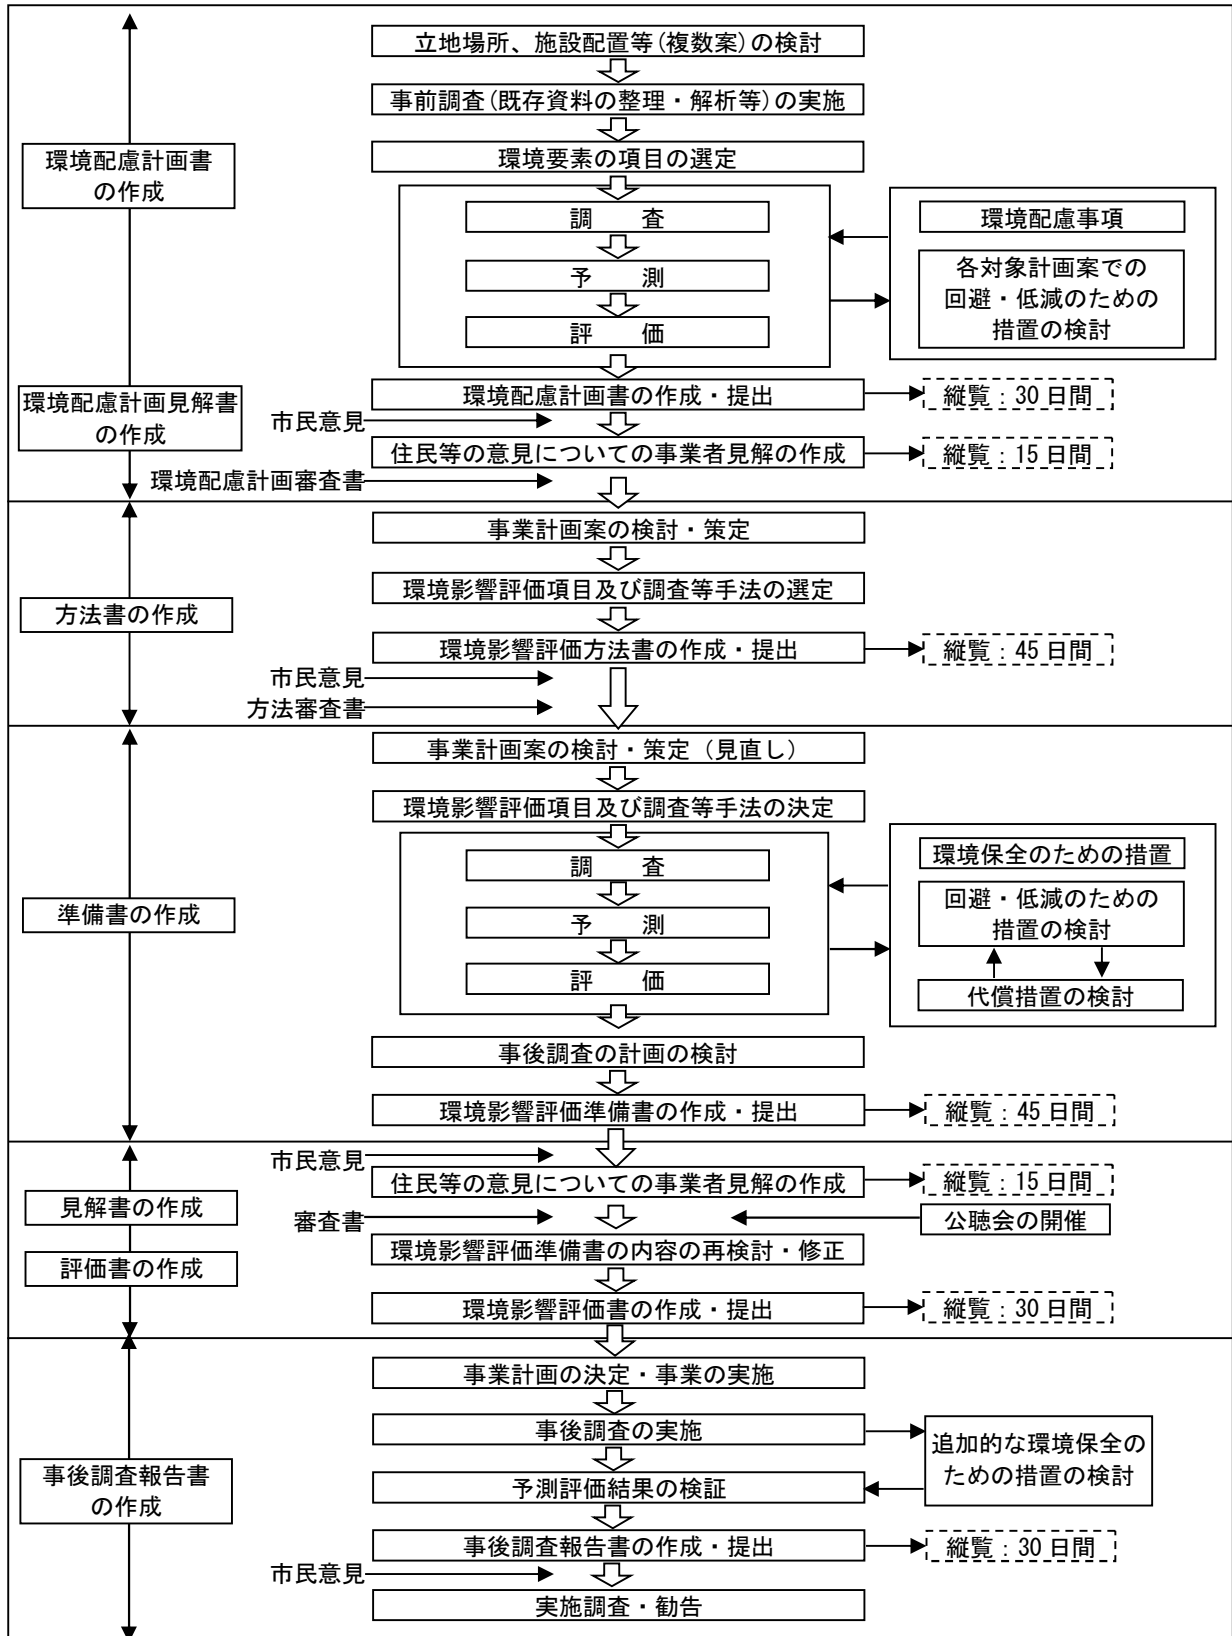 立地場所、施設配置等(複数案)の検討
事前調査(既存資料の整理・解析等)の実施
環境配慮計画書
の作成
環境要素の項目の選定
調　査
予　測
評　価
環境配慮事項
各対象計画案での
回避・低減のための
措置の検討
環境配慮計画見解書
の作成
環境配慮計画書の作成・提出
縦覧：30日間
市民意見
住民等の意見についての事業者見解の作成
縦覧：15日間
環境配慮計画審査書
事業計画案の検討・策定
環境影響評価項目及び調査等手法の選定
方法書の作成
環境影響評価方法書の作成・提出
縦覧：45日間
市民意見
方法審査書
事業計画案の検討・策定（見直し）
環境影響評価項目及び調査等手法の決定
準備書の作成
調　査
予　測
評　価
環境保全のための措置
回避・低減のための
措置の検討
代償措置の検討
事後調査の計画の検討
環境影響評価準備書の作成・提出
縦覧：45日間
市民意見
住民等の意見についての事業者見解の作成
縦覧：15日間
見解書の作成
審査書
公聴会の開催
環境影響評価準備書の内容の再検討・修正
評価書の作成
環境影響評価書の作成・提出
縦覧：30日間
事業計画の決定・事業の実施
事後調査の実施
追加的な環境保全の
ための措置の検討
事後調査報告書
の作成
予測評価結果の検証
事後調査報告書の作成・提出
縦覧：30日間
市民意見
実施調査・勧告